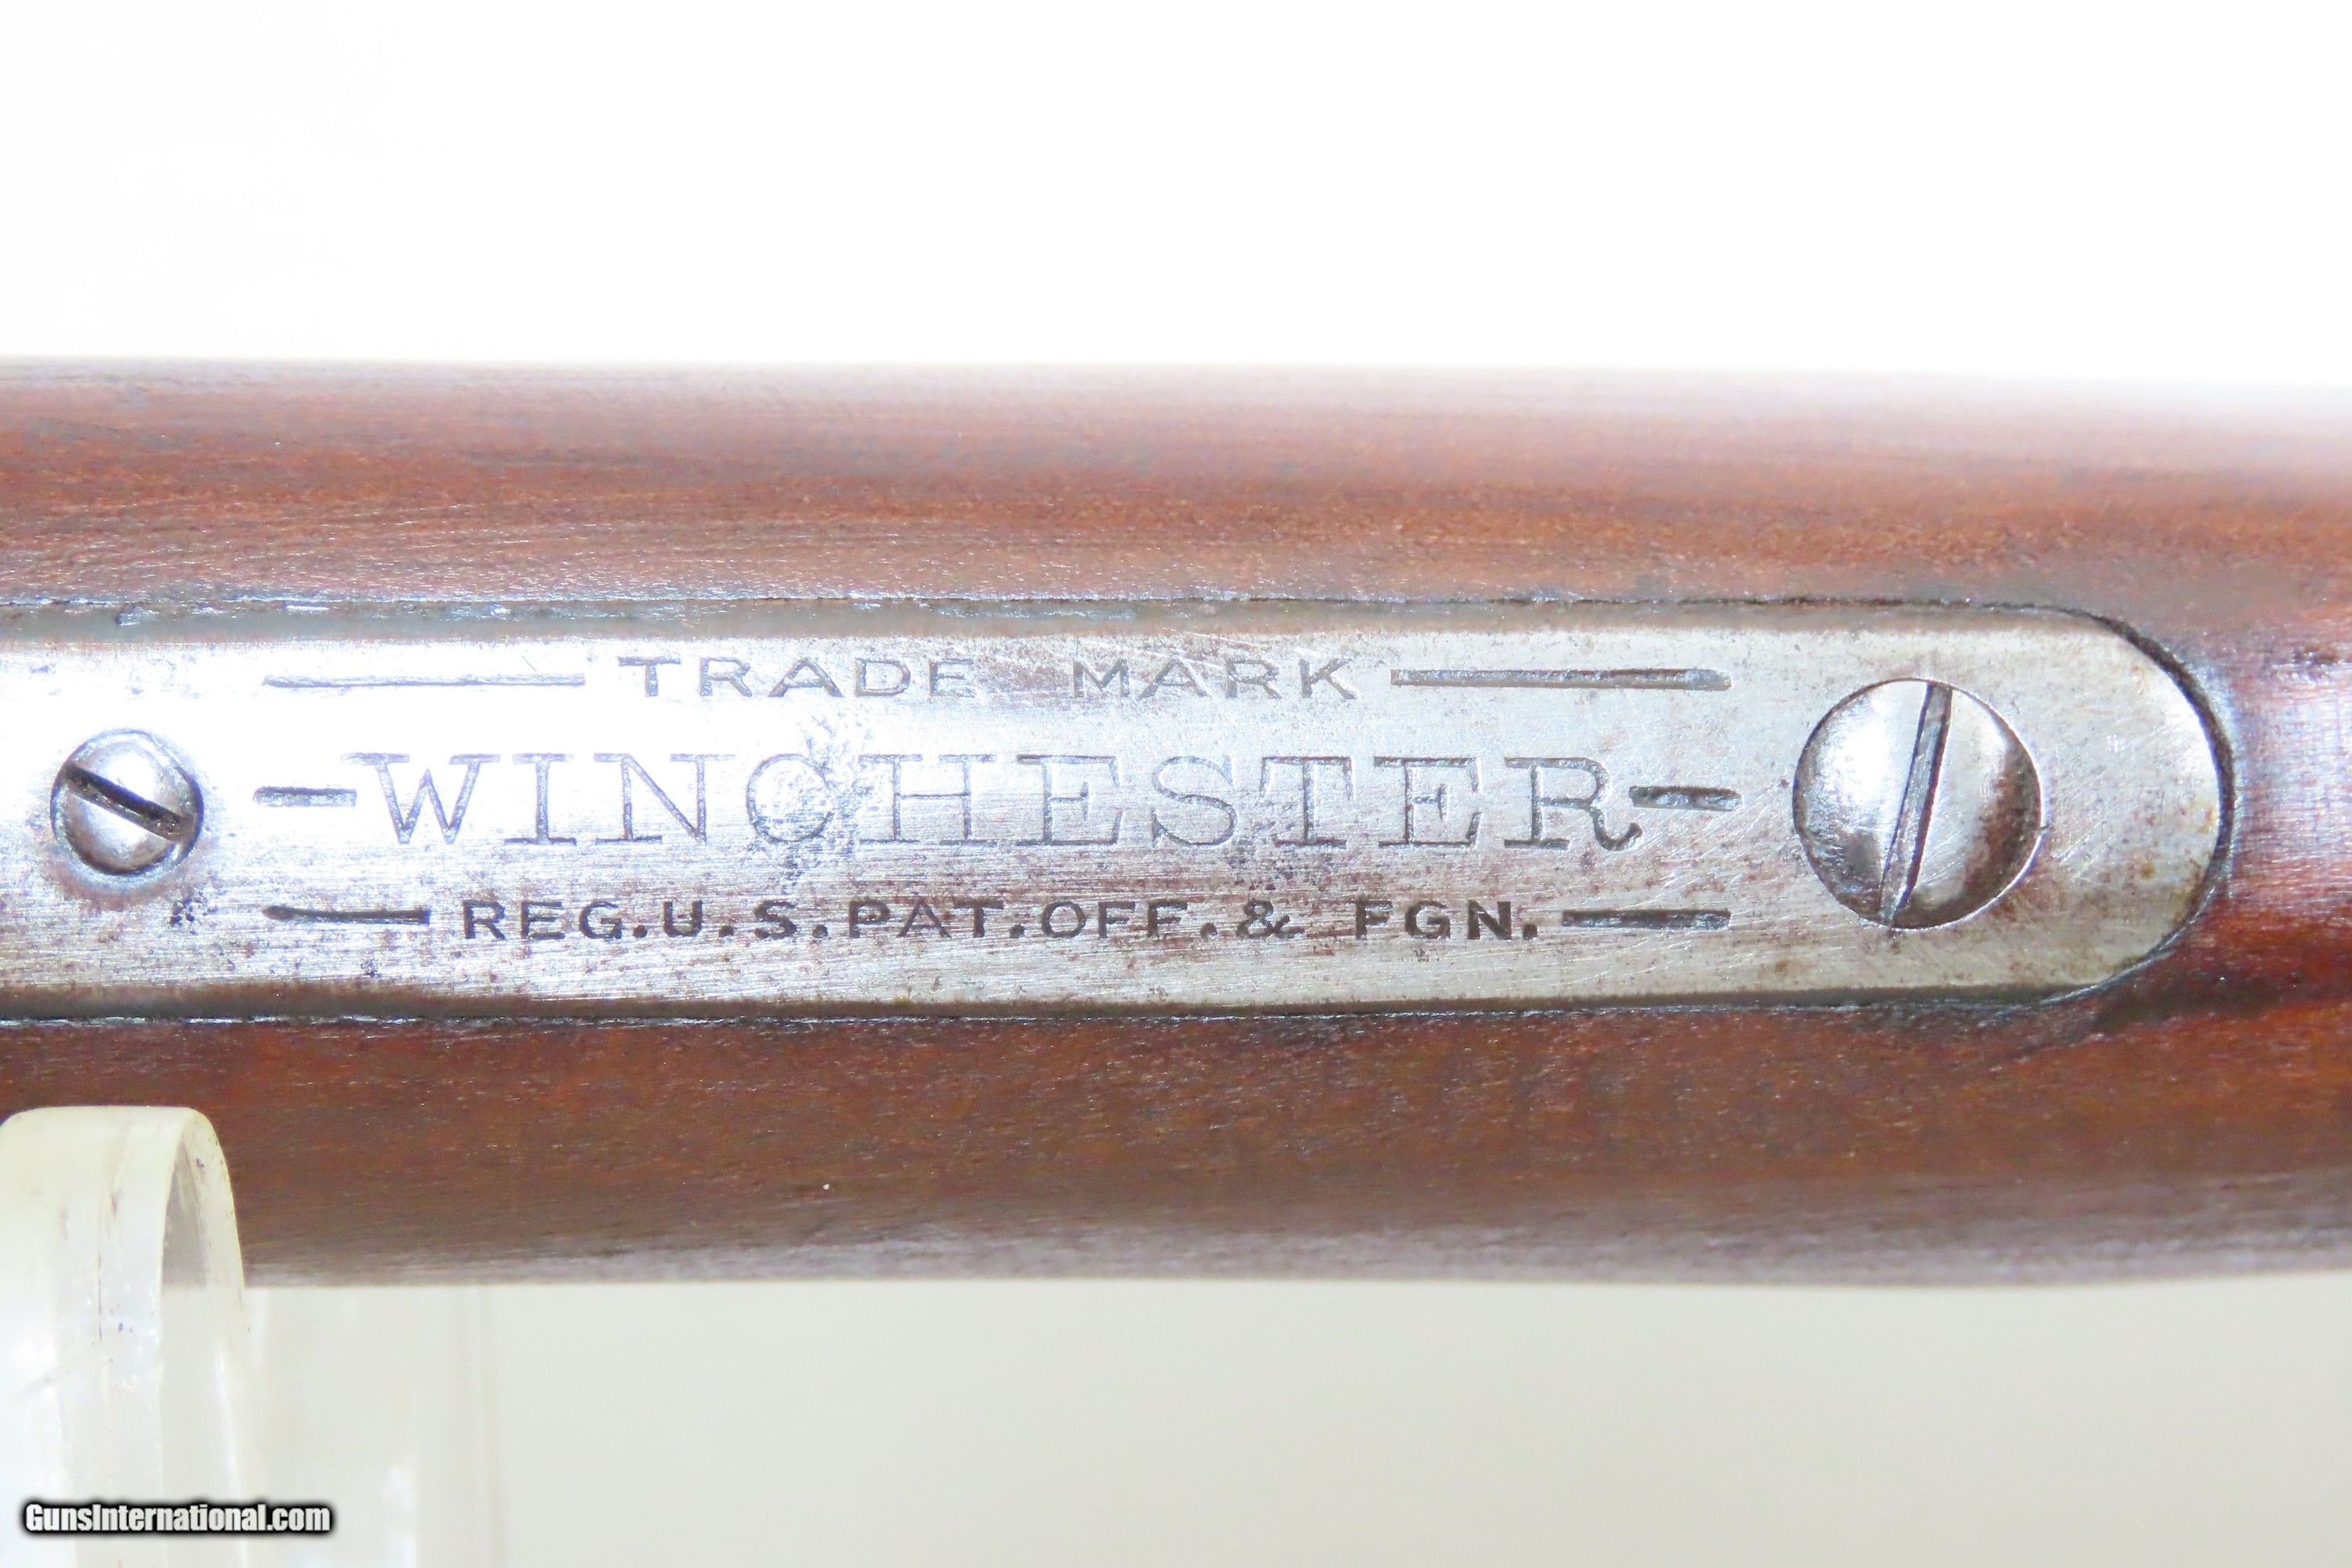 TRADE MARK
-WINCHESTER-
REG.U.S.PAT.OFF.& FGN.
GunsInternational.com